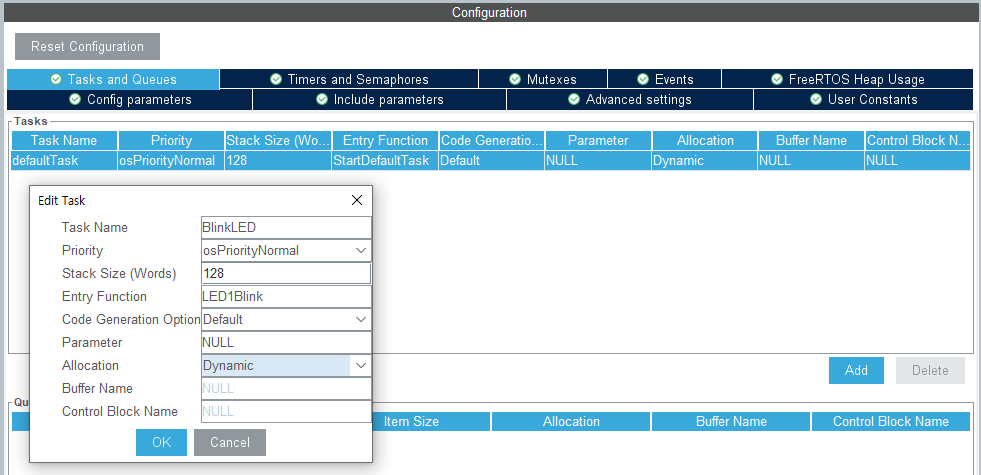 Configuration
Reset Configuration
Tasks and Queues Timers and Semaphores Mutexes Events FreeRTOS Heap Usage
Config parameters Include parameters Advanced settings User Constants
Tasks
Task Name Priority Stack Size (Wo... Entry Function Code Generatio... Parameter Allocation Buffer Name Control Block N...
defaultTask osPriorityNormal 128 StartDefaultTask Default NULL Dynamic NULL NULL
Edit Task
Task Name BlinkLED
Priority osPriorityNormal
Stack Size (Words) 128
Entry Function LED1Blink
Code Generation Option Default
Parameter NULL
Allocation Dynamic
Buffer Name NULL
Control Block Name NULL
OK Cancel
Add Delete
Qu
Item Size Allocation Buffer Name Control Block Name